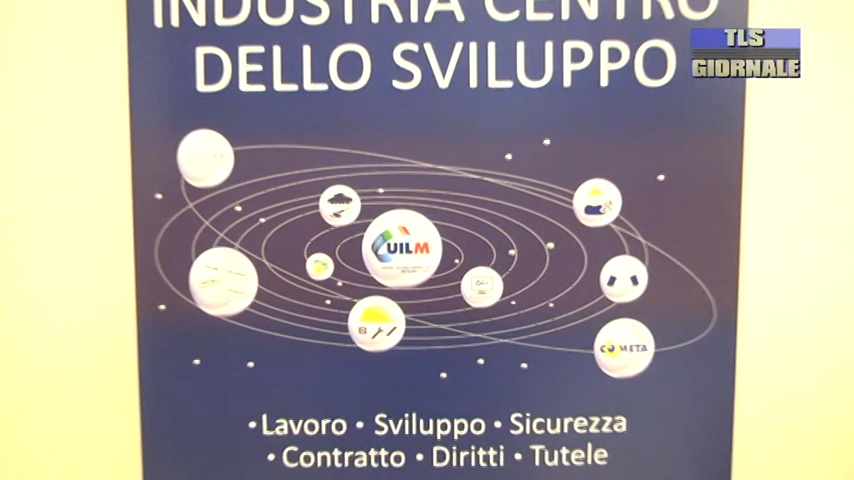 INDUSTRIA CENTRO
DELLO SVILUPPO
TLS
GIORNALE
UILM
COMETA
•Lavoro • Sviluppo • Sicurezza
•Contratto • Diritti • Tutele